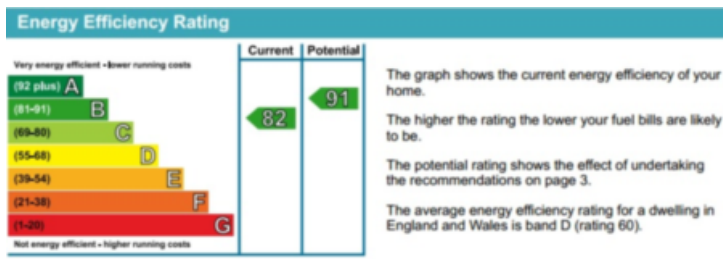 Energy Efficiency Rating
Current Potential
Very energy efficient - lower running costs
(92 plus) A
(81-91) B
(69-80) C
(55-68) D
(39-54) E
(21-38) F
(1-20) G
Not energy efficient - higher running costs
82
91
The graph shows the current energy efficiency of your
home.
The higher the rating the lower your fuel bills are likely
to be.
The potential rating shows the effect of undertaking
the recommendations on page 3.
The average energy efficiency rating for a dwelling in
England and Wales is band D (rating 60).